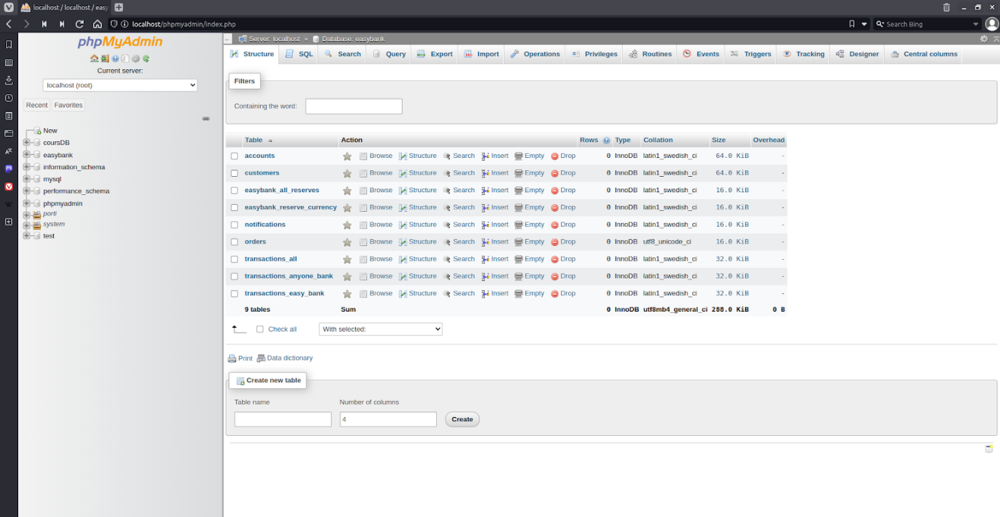 localhost / localhost / easy
localhost/phpmyadmin/index.php
Search Bing
phpMyAdmin
Current server:
localhost (root)
Recent Favorites
New
coursDB
easybank
information_schema
mysql
performance_schema
phpmyadmin
porti
system
test
Server: localhost » Database: easybank
Structure SQL Search Query Export Import Operations Privileges Routines Events Triggers Tracking Designer Central columns
Filters
Containing the word:
Table Action Rows Type Collation Size Overhead
accounts Browse Structure Search Insert Empty Drop 0 InnoDB latin1_swedish_ci 64.0 KiB -
customers Browse Structure Search Insert Empty Drop 0 InnoDB latin1_swedish_ci 64.0 KiB -
easybank_all_reserves Browse Structure Search Insert Empty Drop 0 InnoDB latin1_swedish_ci 16.0 KiB -
easybank_reserve_currency Browse Structure Search Insert Empty Drop 0 InnoDB latin1_swedish_ci 16.0 KiB -
notifications Browse Structure Search Insert Empty Drop 0 InnoDB latin1_swedish_ci 16.0 KiB -
orders Browse Structure Search Insert Empty Drop 0 InnoDB utf8_unicode_ci 16.0 KiB -
transactions_all Browse Structure Search Insert Empty Drop 0 InnoDB latin1_swedish_ci 32.0 KiB -
transactions_anyone_bank Browse Structure Search Insert Empty Drop 0 InnoDB latin1_swedish_ci 32.0 KiB -
transactions_easy_bank Browse Structure Search Insert Empty Drop 0 InnoDB latin1_swedish_ci 32.0 KiB -
9 tables Sum 0 InnoDB utf8mb4_general_ci 288.0 KiB 0 B
Check all With selected:
Print Data dictionary
Create new table
Table name Number of columns
4 Create